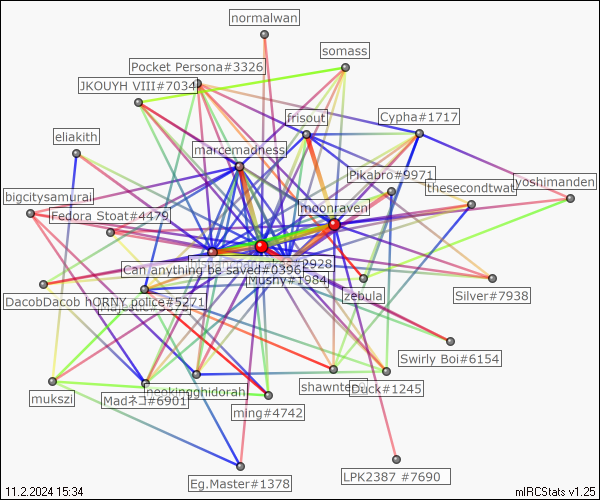 normalwan
somass
Pocket Persona#3326
JKOUYH VIII#7034
frisout
Cypha#1717
eliakith
marcemadness
Pikabro#9971
thesecondtwat
yoshimanden
bigcitysamurai
moonraven
Fedora Stoat#4479
Can anything be saved#0396
Mushy#1984
zebula
Silver#7938
DacobDacob hORNY police#5271
Swirly Boi#6154
mukszi
Madネコ#6901
neokingghidorah
shawnte
Duck#1245
ming#4742
Eg.Master#1378
LPK2387 #7690
11.2.2024 15:34
mIRCStats v1.25